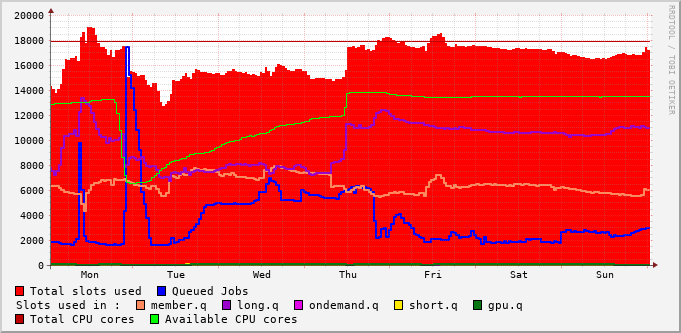 20000
18000
16000
14000
12000
10000
8000
6000
4000
2000
0
Mon Tue Wed Thu Fri Sat Sun
RRDTOOL / TOBI OETIKER
Total slots used Queued Jobs
Slots used in : member.q long.q ondemand.q short.q gpu.q
Total CPU cores Available CPU cores